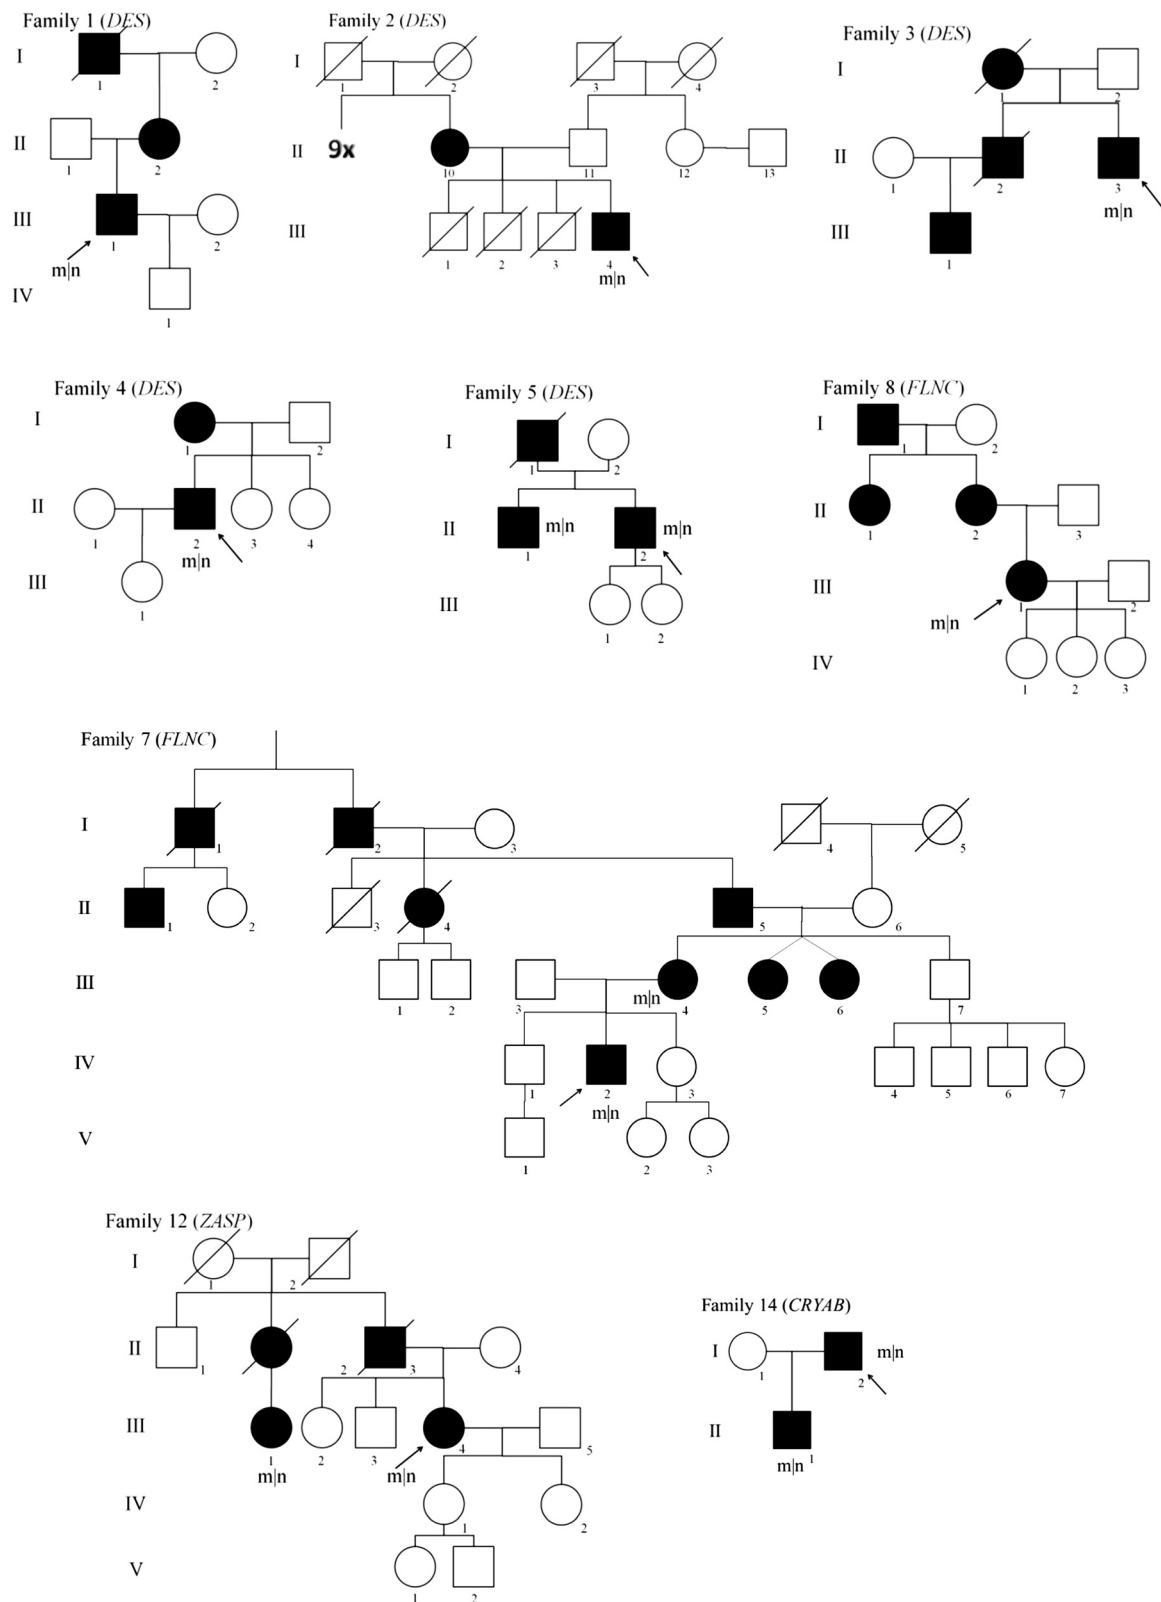 Family 1 (DES)
I
1 2
II
1 2
III
1 2
m|n
IV
1
Family 2 (DES)
I
1 2 3 4
II 9x
10 11 12 13
III
1 2 3 4
m|n
Family 3 (DES)
I
1 2
II
1 2 3
m|n
III
1
Family 4 (DES)
I
1 2
II
1 2 3 4
m|n
III
1
Family 5 (DES)
I
1 2
II m|n m|n
1 2
III
1 2
Family 8 (FLNC)
I
1 2
II
1 2 3
III
1 2
m|n
IV
1 2 3
Family 7 (FLNC)
I
1 2 3 4 5
II
1 2 3 4 5 6
III
m|n
1 2 3 4 5 6 7
IV
1 2 3 4 5 6 7
m|n
V
1 2 3
Family 12 (ZASP)
I
1 2
II
1 2 3 4
III
1 2 3 4 5
m|n m|n
IV
1 2
V
1 2
Family 14 (CRYAB)
I m|n
1 2
II
1
m|n